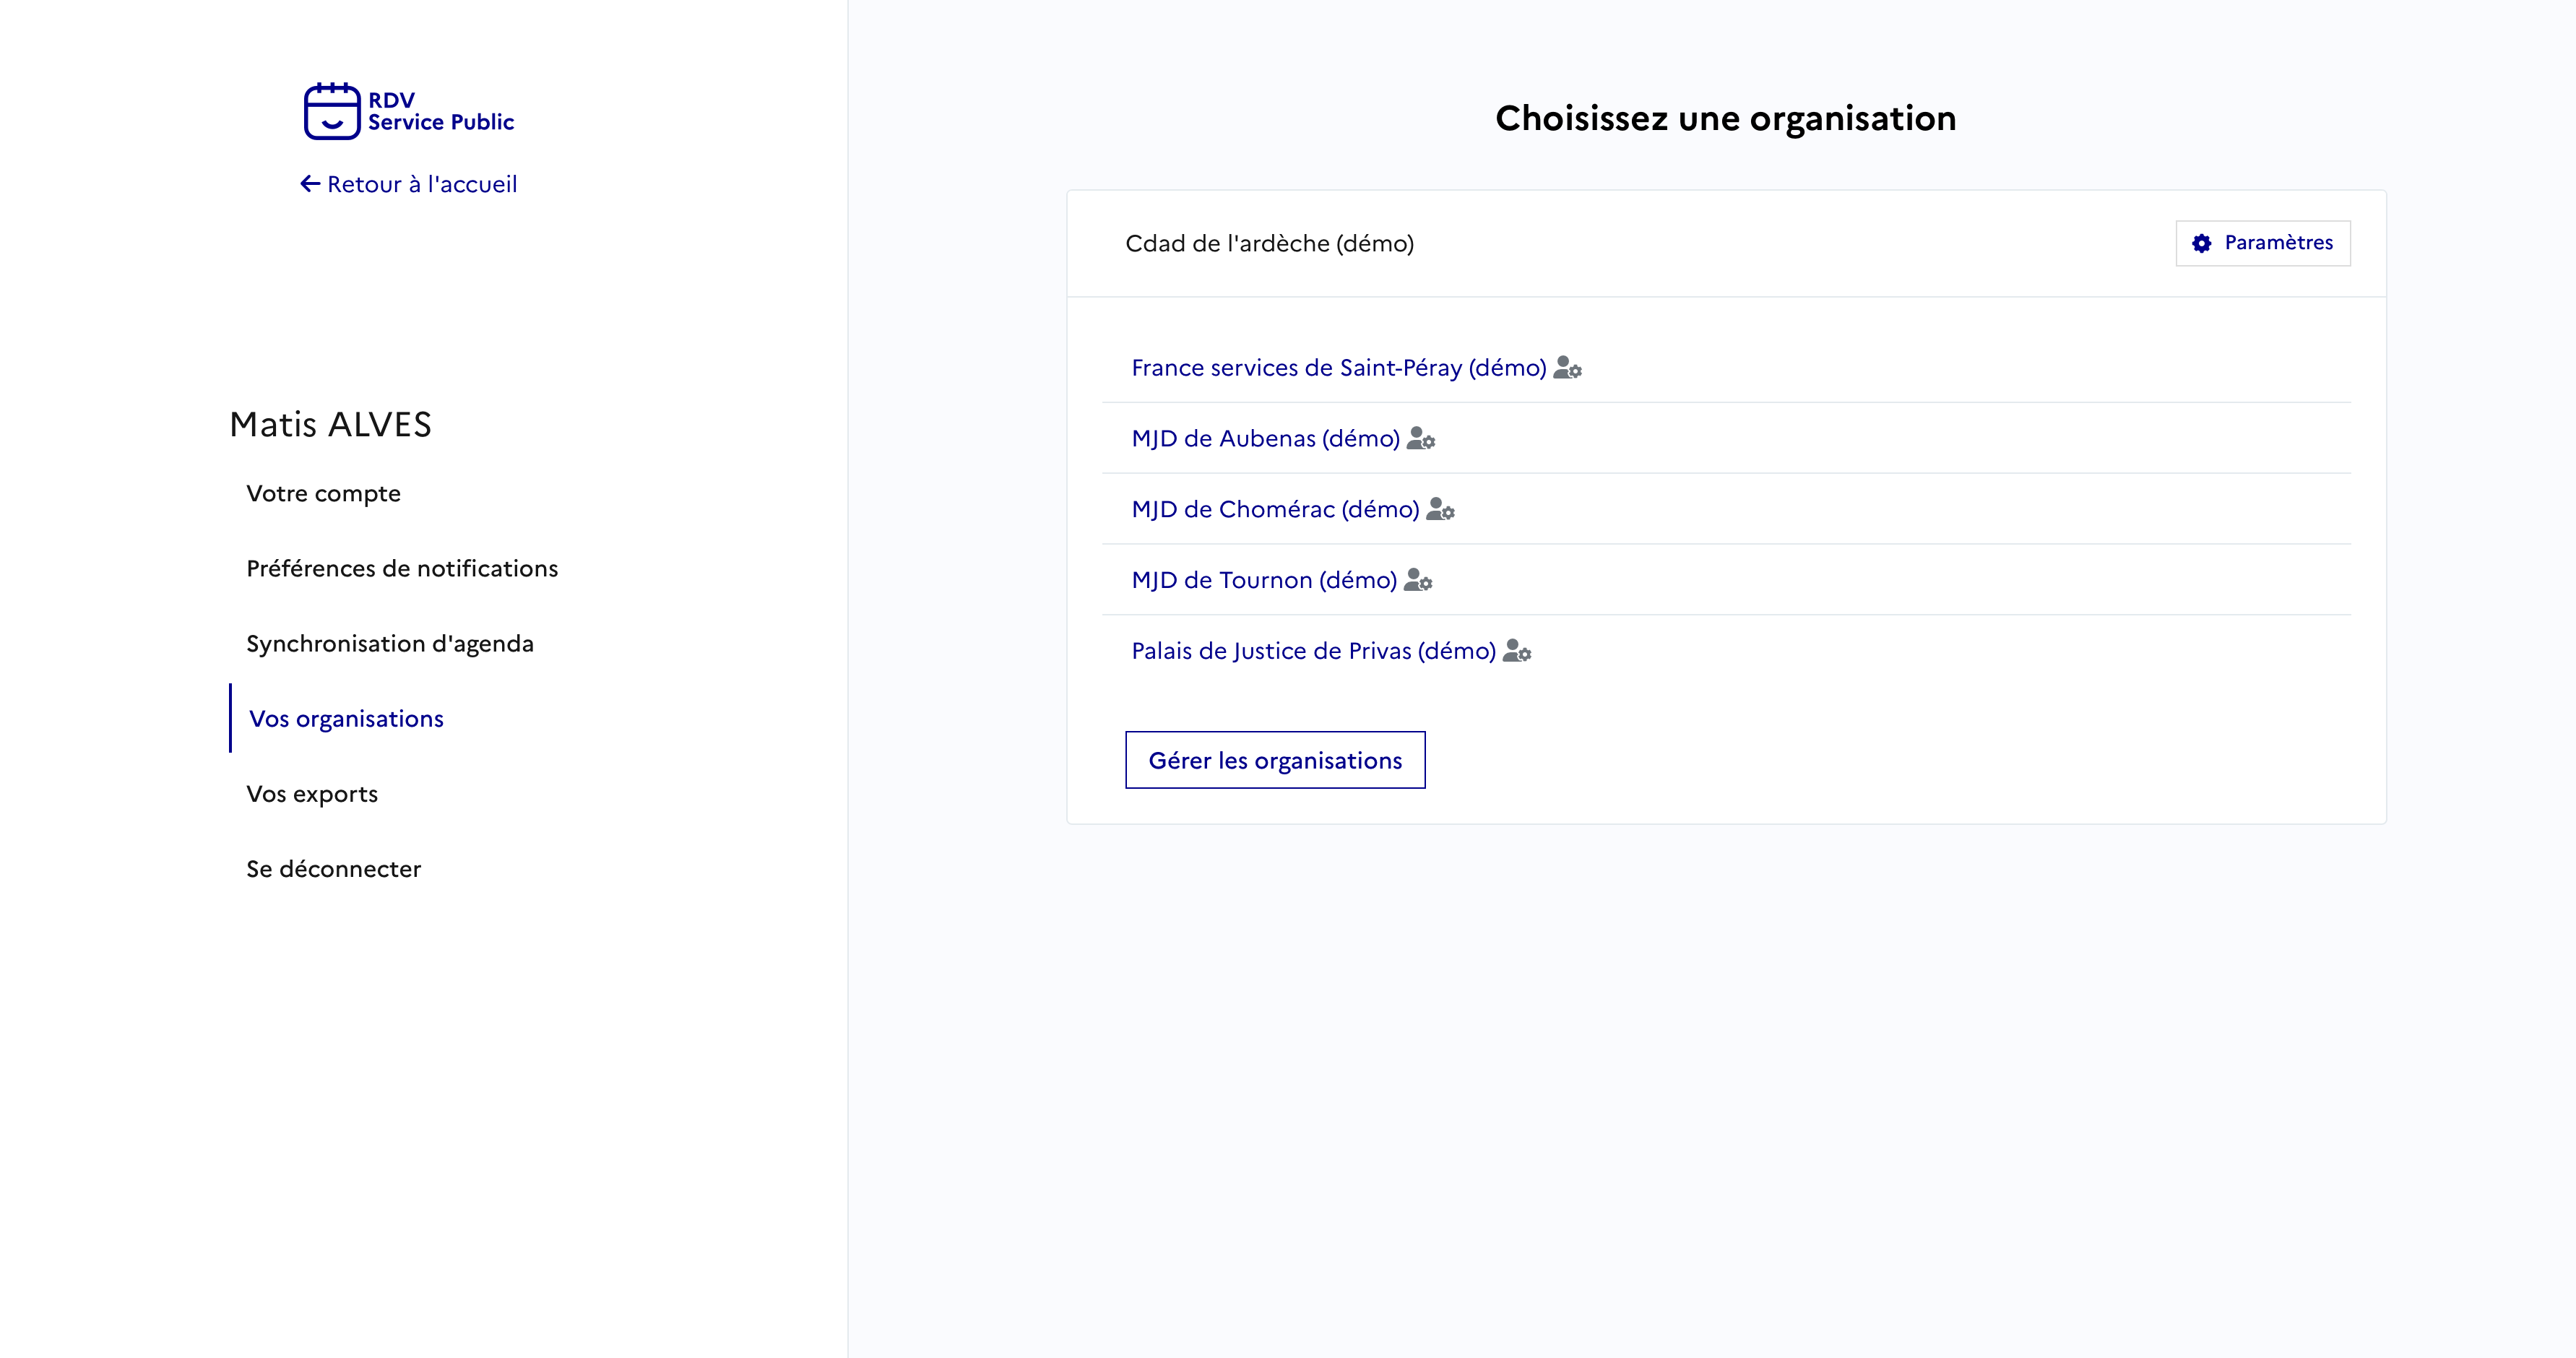 RDV
Service Public
Retour à l'accueil
Matis ALVES
Votre compte
Préférences de notifications
Synchronisation d'agenda
Vos organisations
Vos exports
Se déconnecter
Choisissez une organisation
Cdad de l'ardèche (démo)
Paramètres
France services de Saint-Péray (démo)
MJD de Aubenas (démo)
MJD de Chomérac (démo)
MJD de Tournon (démo)
Palais de Justice de Privas (démo)
Gérer les organisations